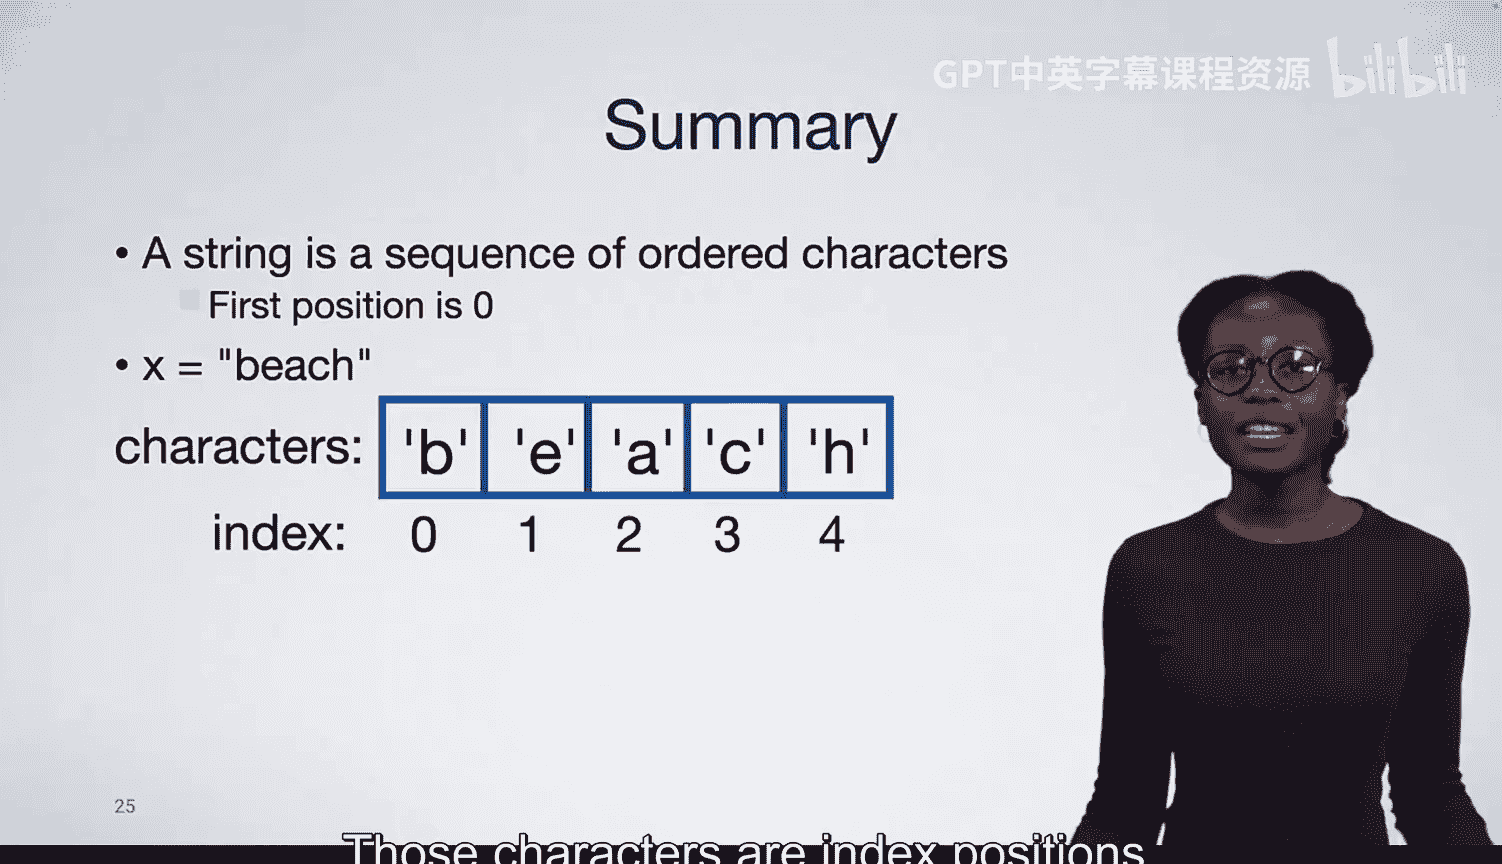 GPT中英字幕课程资源 bilibili
Summary
• A string is a sequence of ordered characters
First position is 0
• x = "beach"
characters: 'b' 'e' 'a' 'c' 'h'
index: 0 1 2 3 4
25
Those characters are index positions